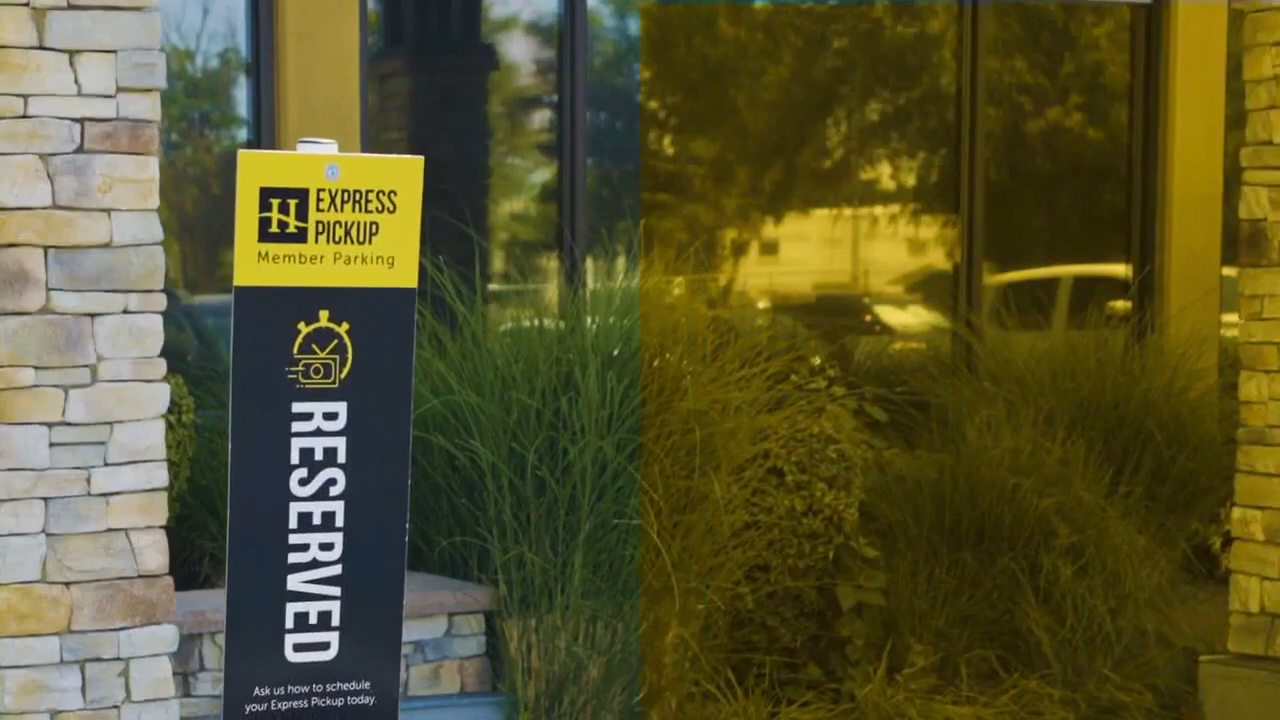 H
EXPRESS
PICKUP
Member Parking
RESERVED
Ask us how to schedule
your Express Pickup today.